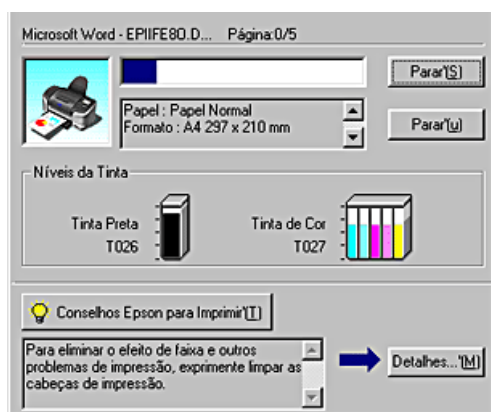 Microsoft Word - EPIIFE80.D... Página:0/5
Parar'(S)
Papel : Papel Normal
Formato : A4 297 x 210 mm
Parar'(u)
Níveis da Tinta
Tinta Preta
T026
Tinta de Cor
T027
Conselhos Epson para Imprimir'(T)
Para eliminar o efeito de faixa e outros
problemas de impressão, exprimente limpar as
cabeças de impressão.
Detalhes...'(M)